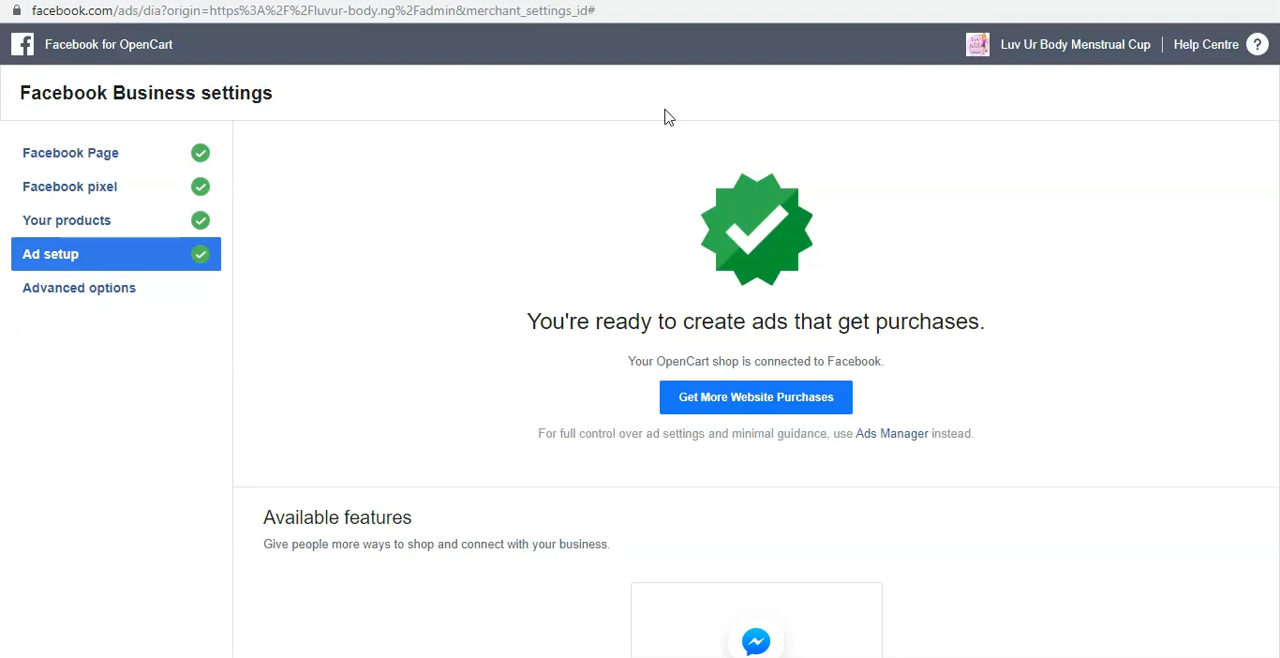 facebook.com/ads/dia?origin=https%3A%2F%2Fluvur-body.ng%2Fadmin&merchant_settings_id#
Facebook for OpenCart
Luv Ur Body Menstrual Cup
Help Centre
?
Facebook Business settings
Facebook Page
Facebook pixel
Your products
Ad setup
Advanced options
You're ready to create ads that get purchases.
Your OpenCart shop is connected to Facebook.
Get More Website Purchases
For full control over ad settings and minimal guidance, use Ads Manager instead.
Available features
Give people more ways to shop and connect with your business.